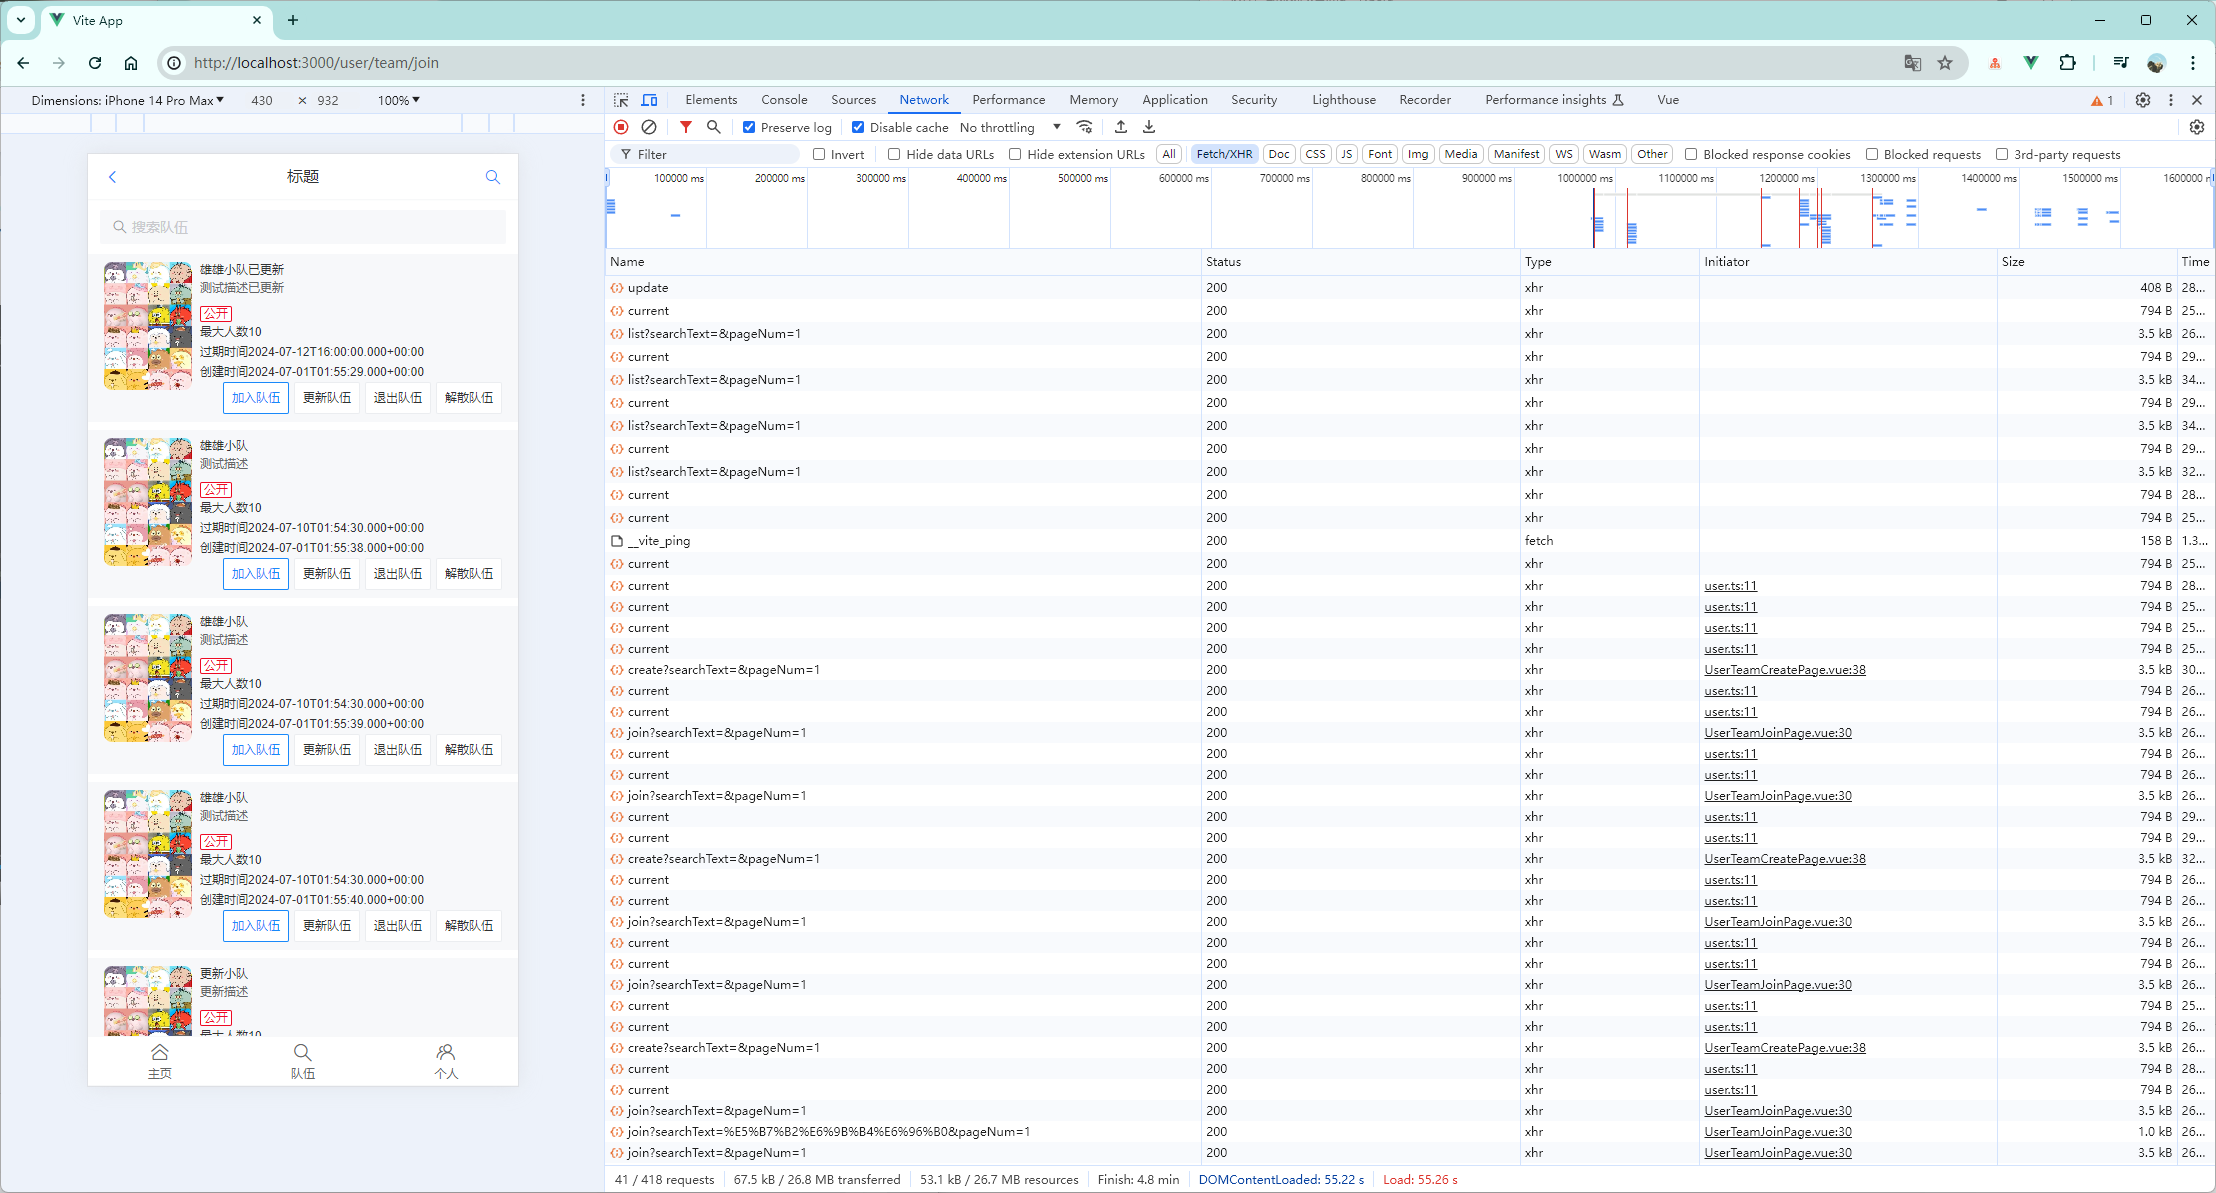 Vite App
http://localhost:3000/user/team/join
Dimensions: iPhone 14 Pro Max 430 × 932 100%
标题
搜索队伍
雄雄小队已更新
测试描述已更新
公开
最大人数10
过期时间2024-07-12T16:00:00.000+00:00
创建时间2024-07-01T01:55:29.000+00:00
加入队伍 更新队伍 退出队伍 解散队伍
雄雄小队
测试描述
公开
最大人数10
过期时间2024-07-10T01:54:30.000+00:00
创建时间2024-07-01T01:55:38.000+00:00
加入队伍 更新队伍 退出队伍 解散队伍
雄雄小队
测试描述
公开
最大人数10
过期时间2024-07-10T01:54:30.000+00:00
创建时间2024-07-01T01:55:39.000+00:00
加入队伍 更新队伍 退出队伍 解散队伍
雄雄小队
测试描述
公开
最大人数10
过期时间2024-07-10T01:54:30.000+00:00
创建时间2024-07-01T01:55:40.000+00:00
加入队伍 更新队伍 退出队伍 解散队伍
更新小队
更新描述
公开
最大人数10
主页 队伍 个人
Elements Console Sources Network Performance Memory Application Security Lighthouse Recorder Performance insights Vue 1
Preserve log Disable cache No throttling
Filter Invert Hide data URLs Hide extension URLs All Fetch/XHR Doc CSS JS Font Img Media Manifest WS Wasm Other Blocked response cookies Blocked requests 3rd-party requests
100000 ms 200000 ms 300000 ms 400000 ms 500000 ms 600000 ms 700000 ms 800000 ms 900000 ms 1000000 ms 1100000 ms 1200000 ms 1300000 ms 1400000 ms 1500000 ms 1600000
Name Status Type Initiator Size Time
update 200 xhr 408 B 28...
current 200 xhr 794 B 25...
list?searchText=&pageNum=1 200 xhr 3.5 kB 26...
current 200 xhr 794 B 29...
list?searchText=&pageNum=1 200 xhr 3.5 kB 34...
current 200 xhr 794 B 29...
list?searchText=&pageNum=1 200 xhr 3.5 kB 34...
current 200 xhr 794 B 29...
list?searchText=&pageNum=1 200 xhr 3.5 kB 32...
current 200 xhr 794 B 28...
current 200 xhr 794 B 25...
__vite_ping 200 fetch 158 B 1.3...
current 200 xhr 794 B 25...
current 200 xhr user.ts:11 794 B 28...
current 200 xhr user.ts:11 794 B 25...
current 200 xhr user.ts:11 794 B 25...
current 200 xhr user.ts:11 794 B 25...
create?searchText=&pageNum=1 200 xhr UserTeamCreatePage.vue:38 3.5 kB 30...
current 200 xhr user.ts:11 794 B 26...
current 200 xhr user.ts:11 794 B 26...
join?searchText=&pageNum=1 200 xhr UserTeamJoinPage.vue:30 3.5 kB 26...
current 200 xhr user.ts:11 794 B 26...
current 200 xhr user.ts:11 794 B 26...
join?searchText=&pageNum=1 200 xhr UserTeamJoinPage.vue:30 3.5 kB 26...
current 200 xhr user.ts:11 794 B 29...
current 200 xhr user.ts:11 794 B 29...
create?searchText=&pageNum=1 200 xhr UserTeamCreatePage.vue:38 3.5 kB 32...
current 200 xhr user.ts:11 794 B 26...
current 200 xhr user.ts:11 794 B 26...
join?searchText=&pageNum=1 200 xhr UserTeamJoinPage.vue:30 3.5 kB 26...
current 200 xhr user.ts:11 794 B 26...
current 200 xhr user.ts:11 794 B 26...
join?searchText=&pageNum=1 200 xhr UserTeamJoinPage.vue:30 3.5 kB 26...
current 200 xhr user.ts:11 794 B 25...
current 200 xhr user.ts:11 794 B 26...
create?searchText=&pageNum=1 200 xhr UserTeamCreatePage.vue:38 3.5 kB 26...
current 200 xhr user.ts:11 794 B 28...
current 200 xhr user.ts:11 794 B 26...
join?searchText=&pageNum=1 200 xhr UserTeamJoinPage.vue:30 3.5 kB 26...
join?searchText=%E5%B7%B2%E6%9B%B4%E6%96%B0&pageNum=1 200 xhr UserTeamJoinPage.vue:30 1.0 kB 26...
join?searchText=&pageNum=1 200 xhr UserTeamJoinPage.vue:30 3.5 kB 26...
41 / 418 requests 67.5 kB / 26.8 MB transferred 53.1 kB / 26.7 MB resources Finish: 4.8 min DOMContentLoaded: 55.22 s Load: 55.26 s